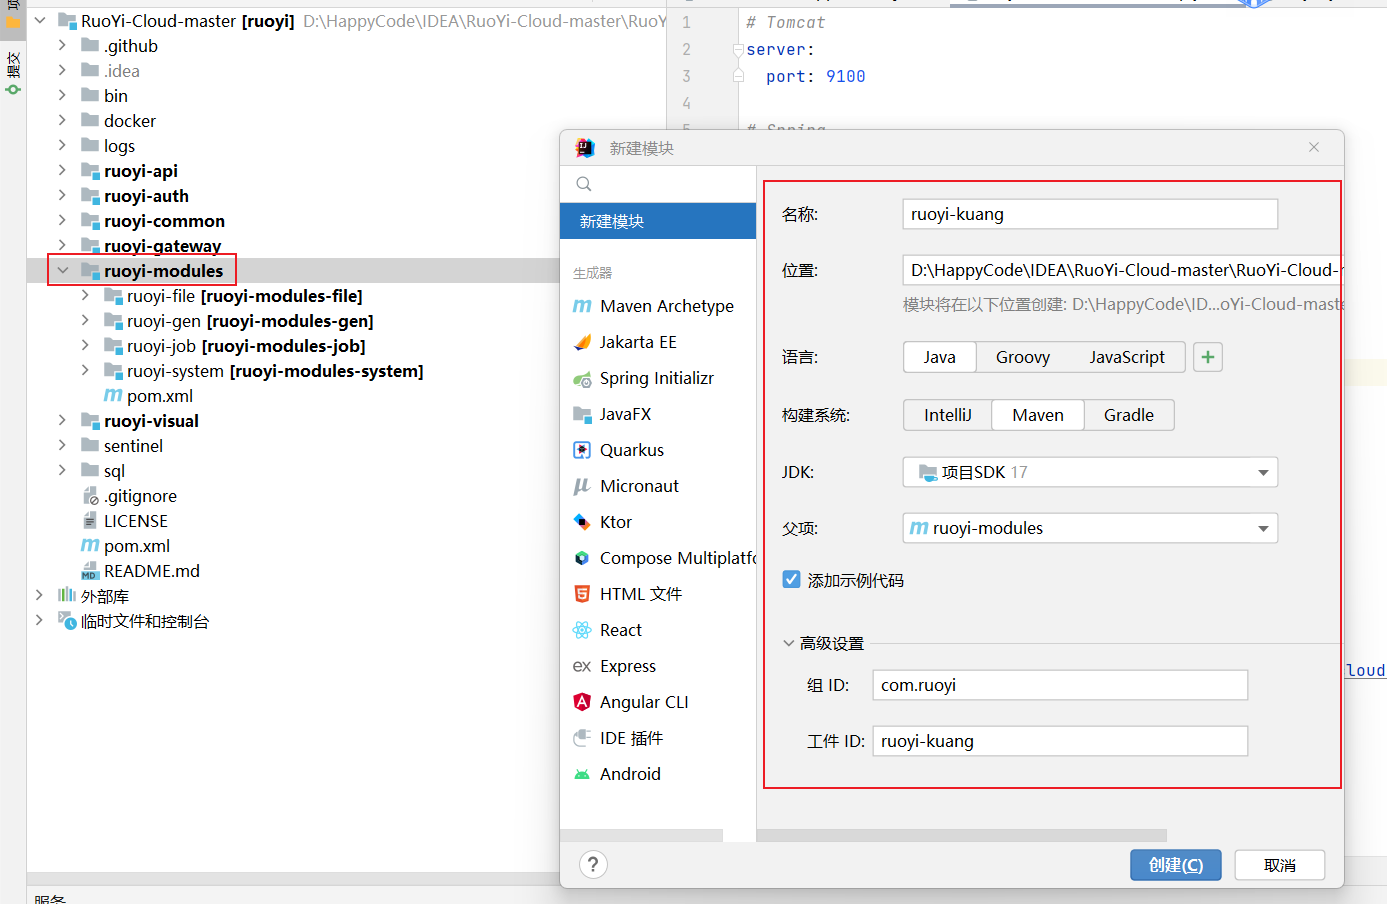 项
提交
RuoYi-Cloud-master [ruoyi] D:\HappyCode\IDEA\RuoYi-Cloud-master\RuoY
.github
.idea
bin
docker
logs
ruoyi-api
ruoyi-auth
ruoyi-common
ruoyi-gateway
ruoyi-modules
ruoyi-file [ruoyi-modules-file]
ruoyi-gen [ruoyi-modules-gen]
ruoyi-job [ruoyi-modules-job]
ruoyi-system [ruoyi-modules-system]
pom.xml
ruoyi-visual
sentinel
sql
.gitignore
LICENSE
pom.xml
README.md
外部库
临时文件和控制台
服务
1 # Tomcat
2 server:
3 port: 9100
4
5 # Spring
cloud
新建模块
新建模块
生成器
Maven Archetype
Jakarta EE
Spring Initializr
JavaFX
Quarkus
Micronaut
Ktor
Compose Multiplatfo
HTML 文件
React
Express
Angular CLI
IDE 插件
Android
名称: ruoyi-kuang
位置: D:\HappyCode\IDEA\RuoYi-Cloud-master\RuoYi-Cloud-
模块将在以下位置创建: D:\HappyCode\ID...oYi-Cloud-maste
语言: Java Groovy JavaScript +
构建系统: IntelliJ Maven Gradle
JDK: 项目SDK 17
父项: ruoyi-modules
添加示例代码
高级设置
组 ID: com.ruoyi
工件 ID: ruoyi-kuang
? 创建(C) 取消